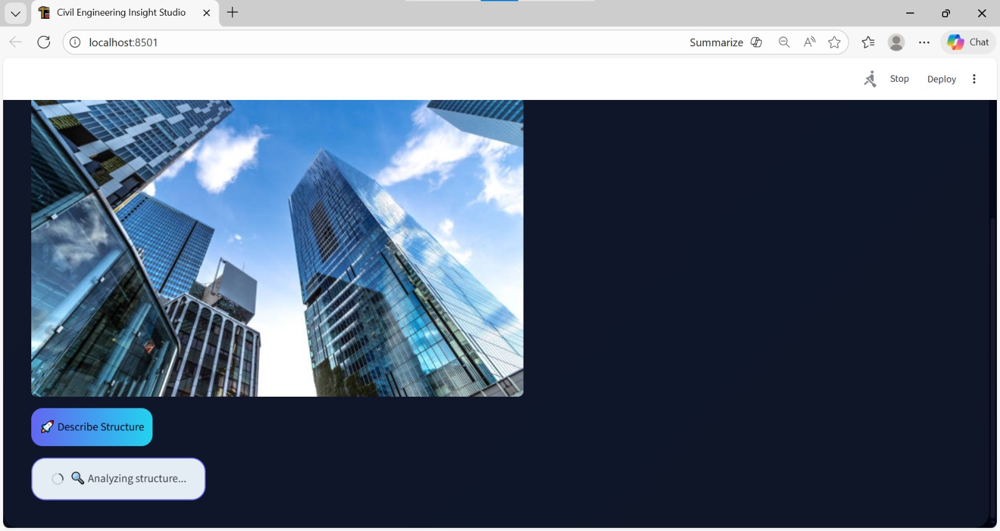 Civil Engineering Insight Studio
localhost:8501
Summarize
Chat
Stop
Deploy
🚀 Describe Structure
🔍 Analyzing structure...